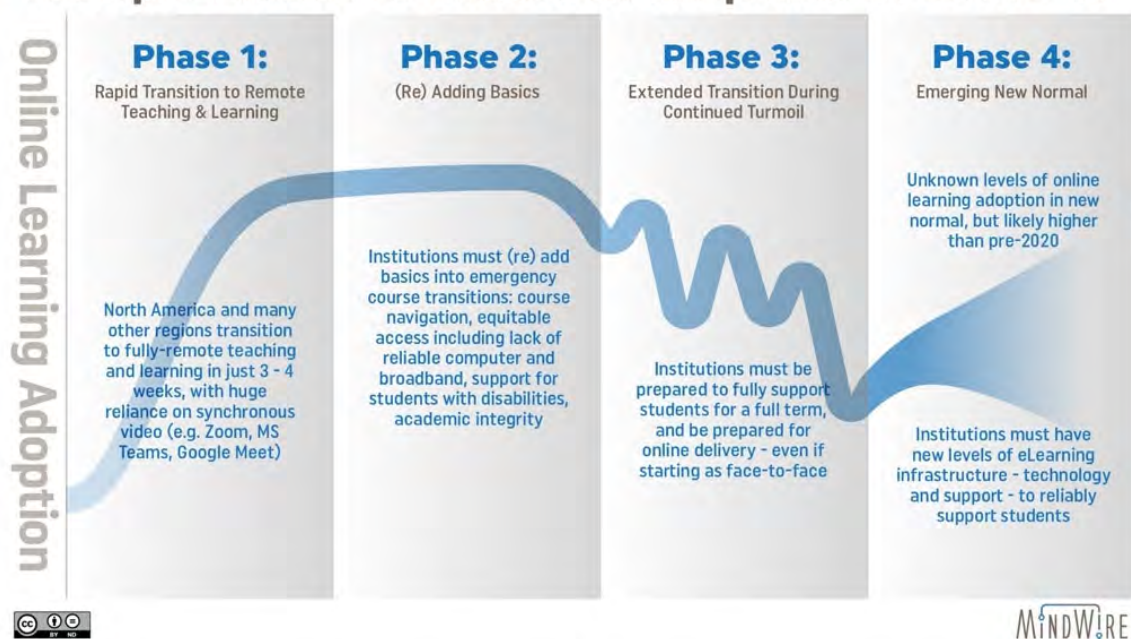 Online Learning Adoption
Phase 1:
Rapid Transition to Remote
Teaching & Learning
North America and many
other regions transition
to fully-remote teaching
and learning in just 3 - 4
weeks, with huge
reliance on synchronous
video (e.g. Zoom, MS
Teams, Google Meet)
Phase 2:
(Re) Adding Basics
Institutions must (re) add
basics into emergency
course transitions: course
navigation, equitable
access including lack of
reliable computer and
broadband, support for
students with disabilities,
academic integrity
Phase 3:
Extended Transition During
Continued Turmoil
Institutions must be
prepared to fully support
students for a full term,
and be prepared for
online delivery - even if
starting as face-to-face
Phase 4:
Emerging New Normal
Unknown levels of online
learning adoption in new
normal, but likely higher
than pre-2020
Institutions must have
new levels of eLearning
infrastructure - technology
and support - to reliably
support students
cc
BY ND
MINDWIRE